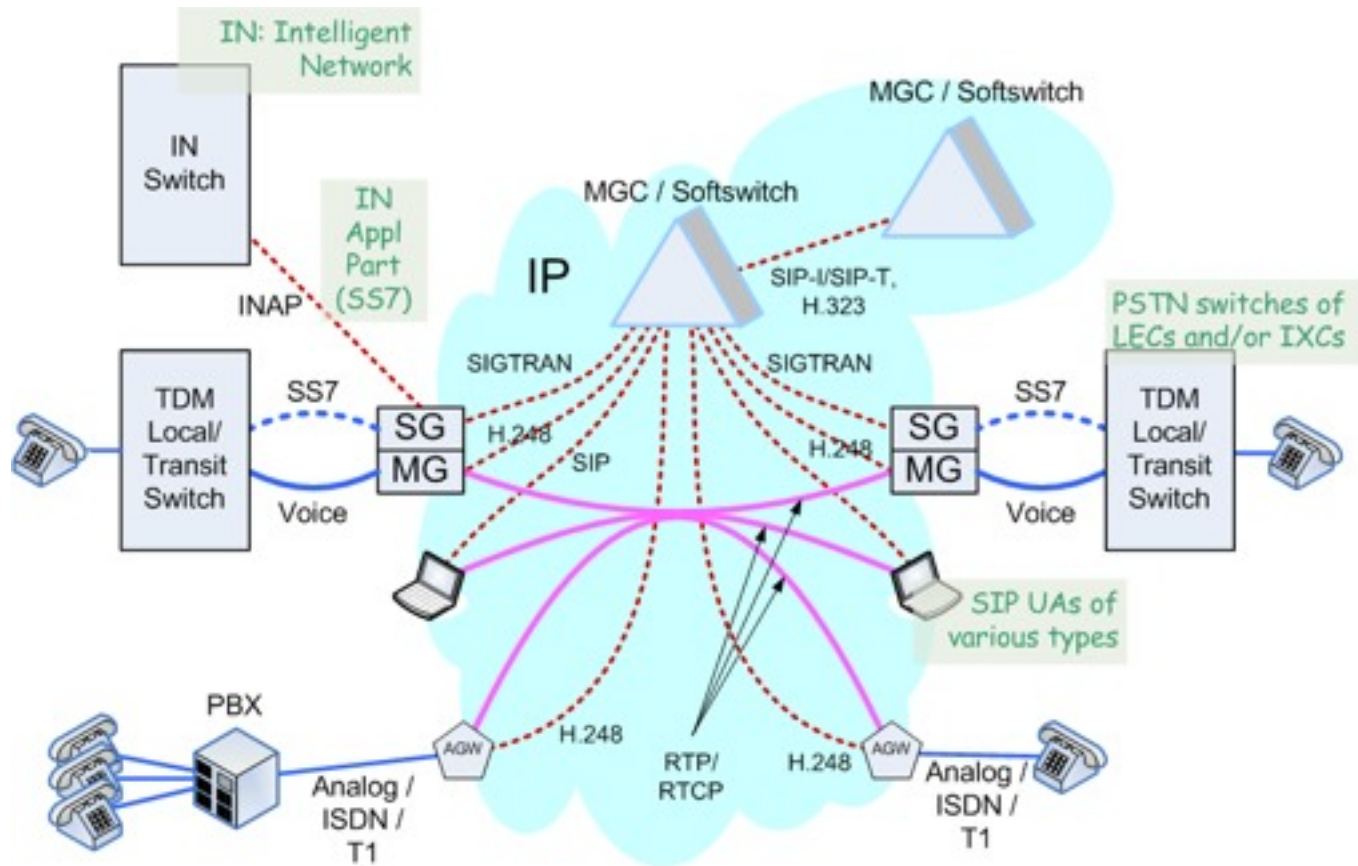 IN: Intelligent
Network
MGC / Softswitch
IN
Switch
MGC / Softswitch
IN
Appl
Part
(SS7)
IP
SIP-I/SIP-T,
H.323
INAP
PSTN switches of
LECs and/or IXCs
SIGTRAN
SIGTRAN
TDM
Local/
Transit
Switch
SS7
SG
MG
H.248
SIP
Voice
H.248
SG
MG
SS7
Voice
TDM
Local/
Transit
Switch
SIP UAs of
various types
PBX
AGW
H.248
Analog /
ISDN /
T1
RTP/
RTCP
H.248
AGW
Analog /
ISDN /
T1